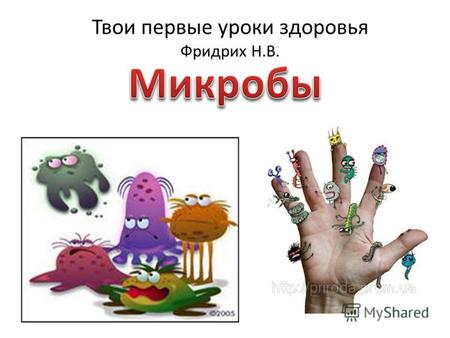 Твои первые уроки здоровья
Фридрих Н.В.
Микробы
©2005
MyShared